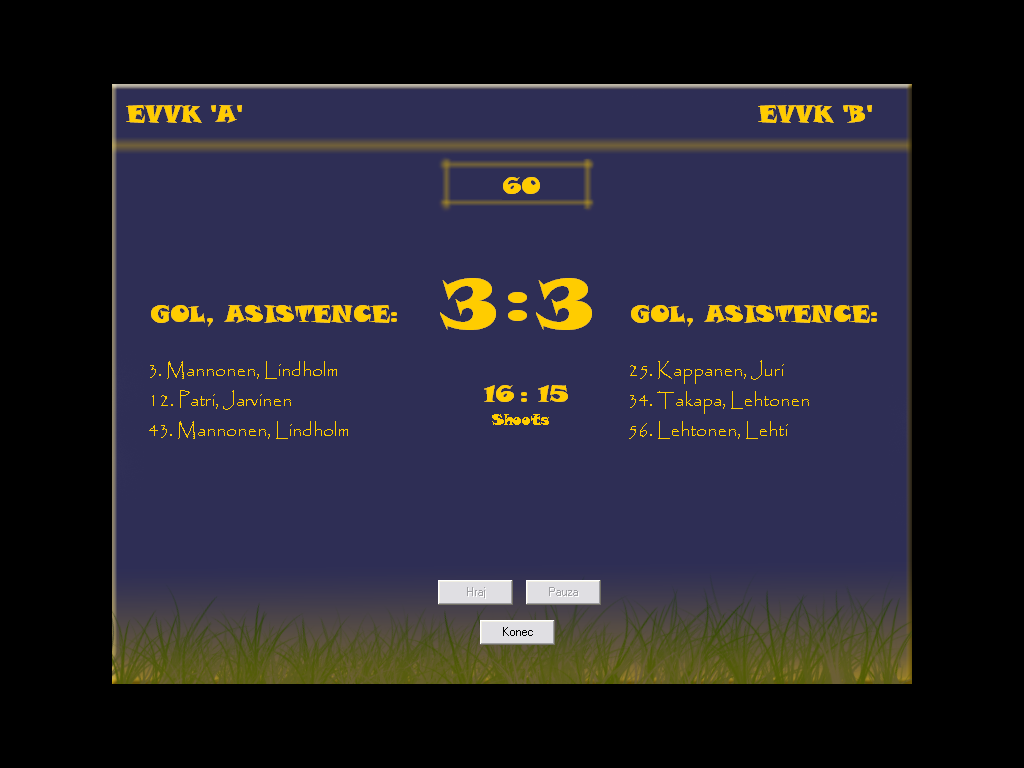 EVVK 'A'
EVVK 'B'
60
3:3
GOL, ASISTENCE:
GOL, ASISTENCE:
3. Mannonen, Lindholm
12. Patri, Jarvinen
43. Mannonen, Lindholm
16 : 15
25. Kappanen, Juri
34. Takapa, Lehtonen
56. Lehtonen, Lehti
Hraj
Pauza
Konec